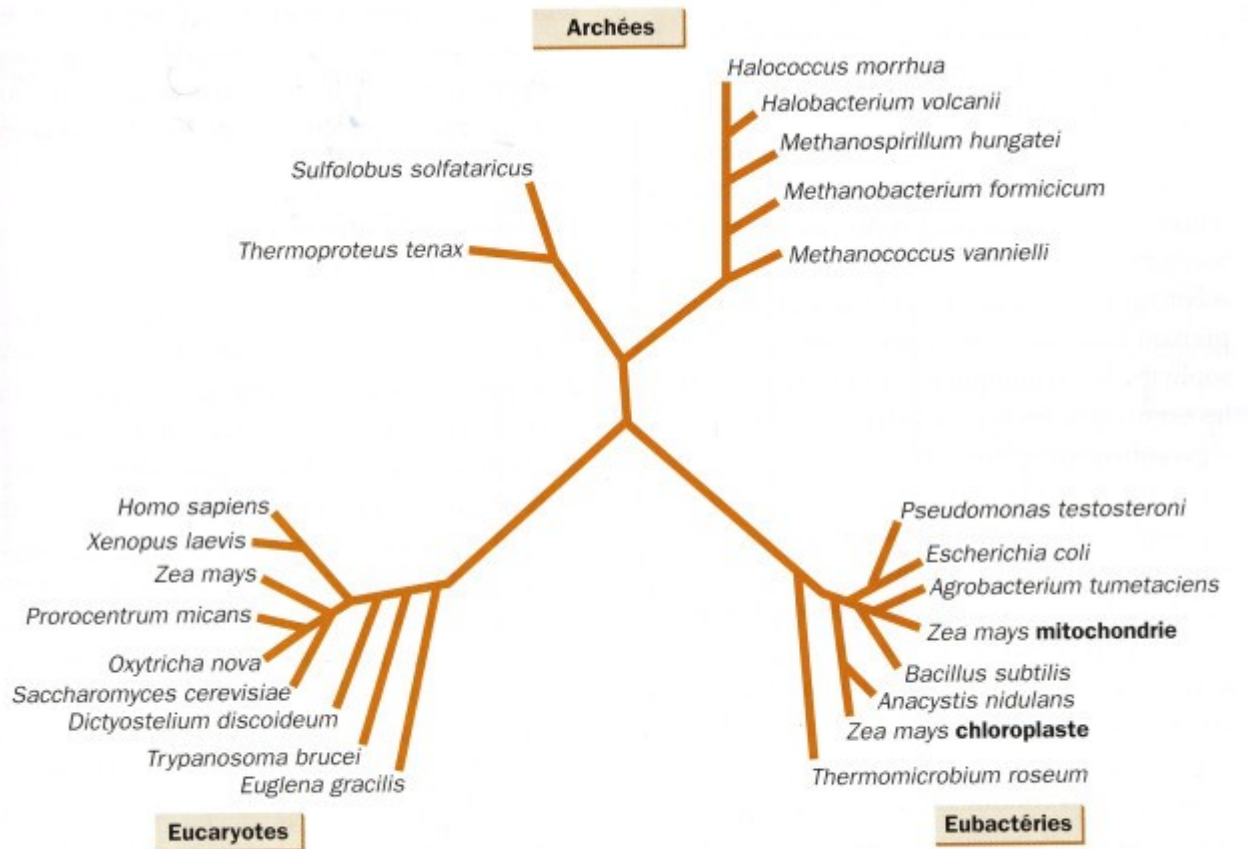 Archées
Halococcus morrhua
Halobacterium volcanii
Methanospirillum hungatei
Sulfolobus solfataricus
Methanobacterium formicicum
Thermoproteus tenax
Methanococcus vannielli
Homo sapiens
Xenopus laevis
Zea mays
Prorocentrum micans
Oxytricha nova
Saccharomyces cerevisiae
Dictyostelium discoideum
Trypanosoma brucei
Euglena gracilis
Eucaryotes
Pseudomonas testosteroni
Escherichia coli
Agrobacterium tumetaciens
Zea mays mitochondrie
Bacillus subtilis
Anacystis nidulans
Zea mays chloroplaste
Thermomicrobium roseum
Eubactéries